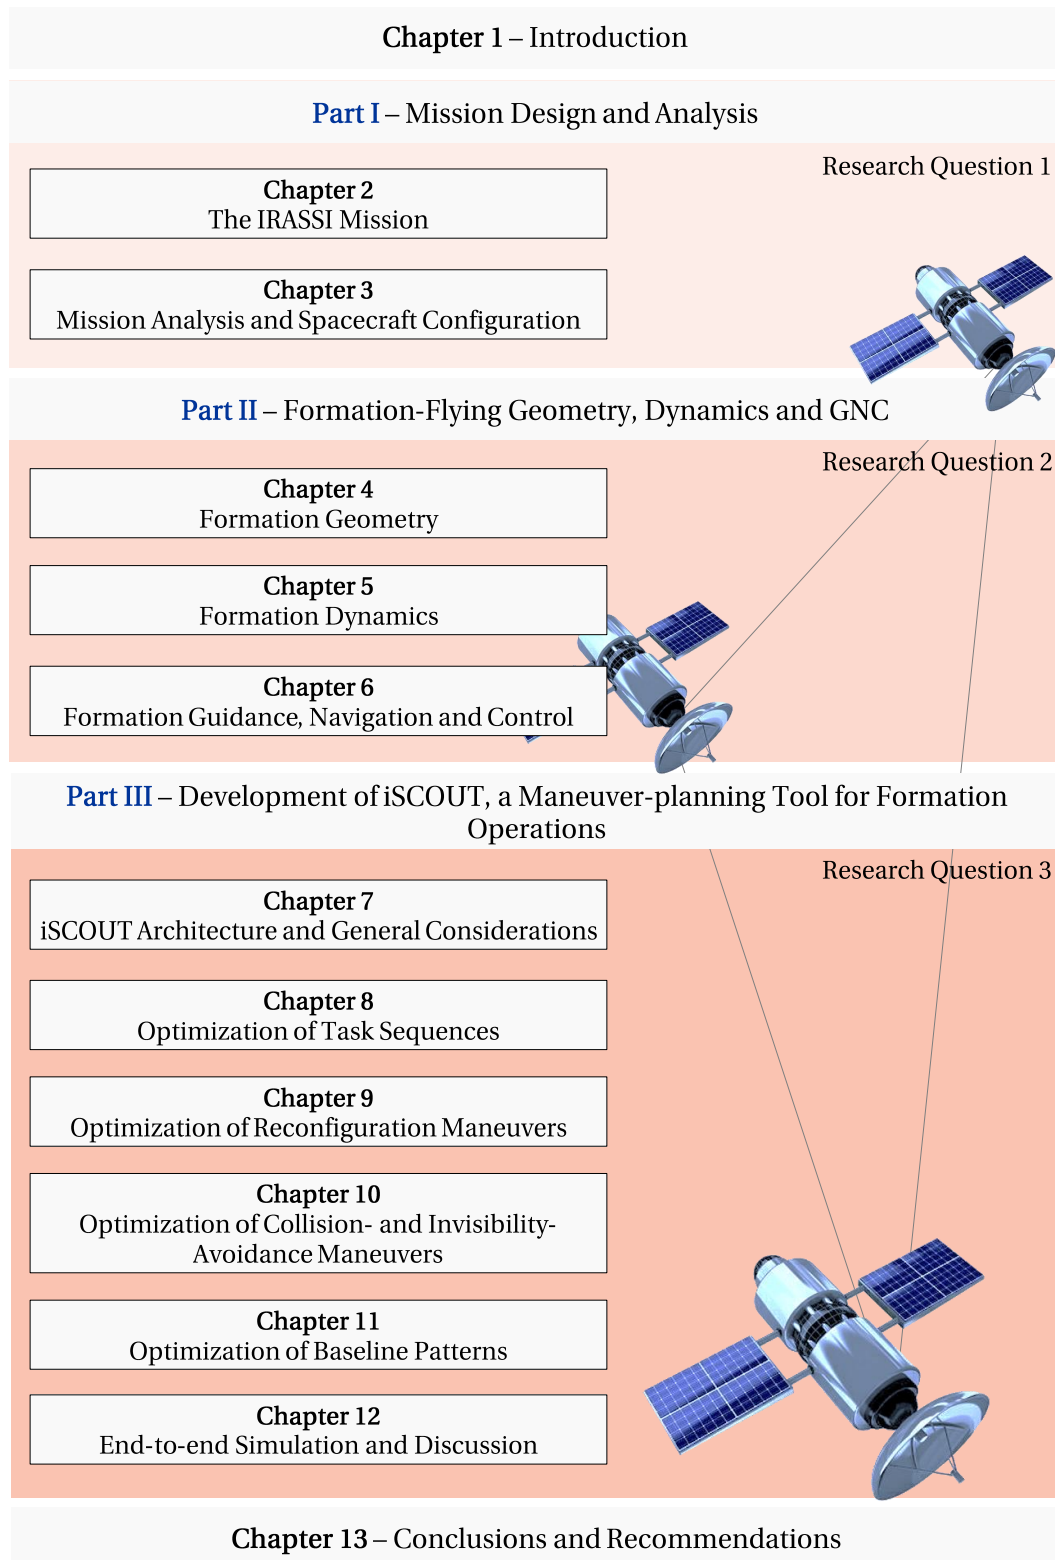 Chapter 1 – Introduction
Part I – Mission Design and Analysis
Research Question 1
Chapter 2
The IRASSI Mission
Chapter 3
Mission Analysis and Spacecraft Configuration
Part II – Formation-Flying Geometry, Dynamics and GNC
Research Question 2
Chapter 4
Formation Geometry
Chapter 5
Formation Dynamics
Chapter 6
Formation Guidance, Navigation and Control
Part III – Development of iSCOUT, a Maneuver-planning Tool for Formation
Operations
Research Question 3
Chapter 7
iSCOUT Architecture and General Considerations
Chapter 8
Optimization of Task Sequences
Chapter 9
Optimization of Reconfiguration Maneuvers
Chapter 10
Optimization of Collision- and Invisibility-
Avoidance Maneuvers
Chapter 11
Optimization of Baseline Patterns
Chapter 12
End-to-end Simulation and Discussion
Chapter 13 – Conclusions and Recommendations